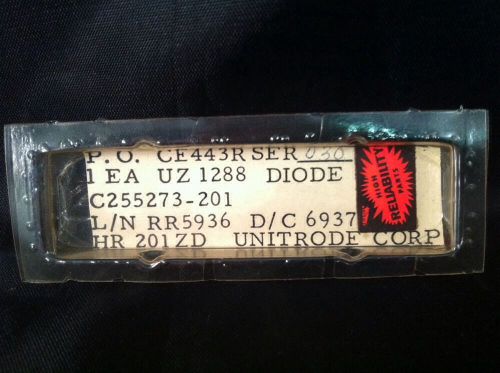 P. O. CE443R SER 030
1 EA UZ 1288 DIODE
C255273-201
L/N RR5936 D/C 6937
HR 201ZD UNITRODE CORP
HIGH
RELIABILITY
PARTS